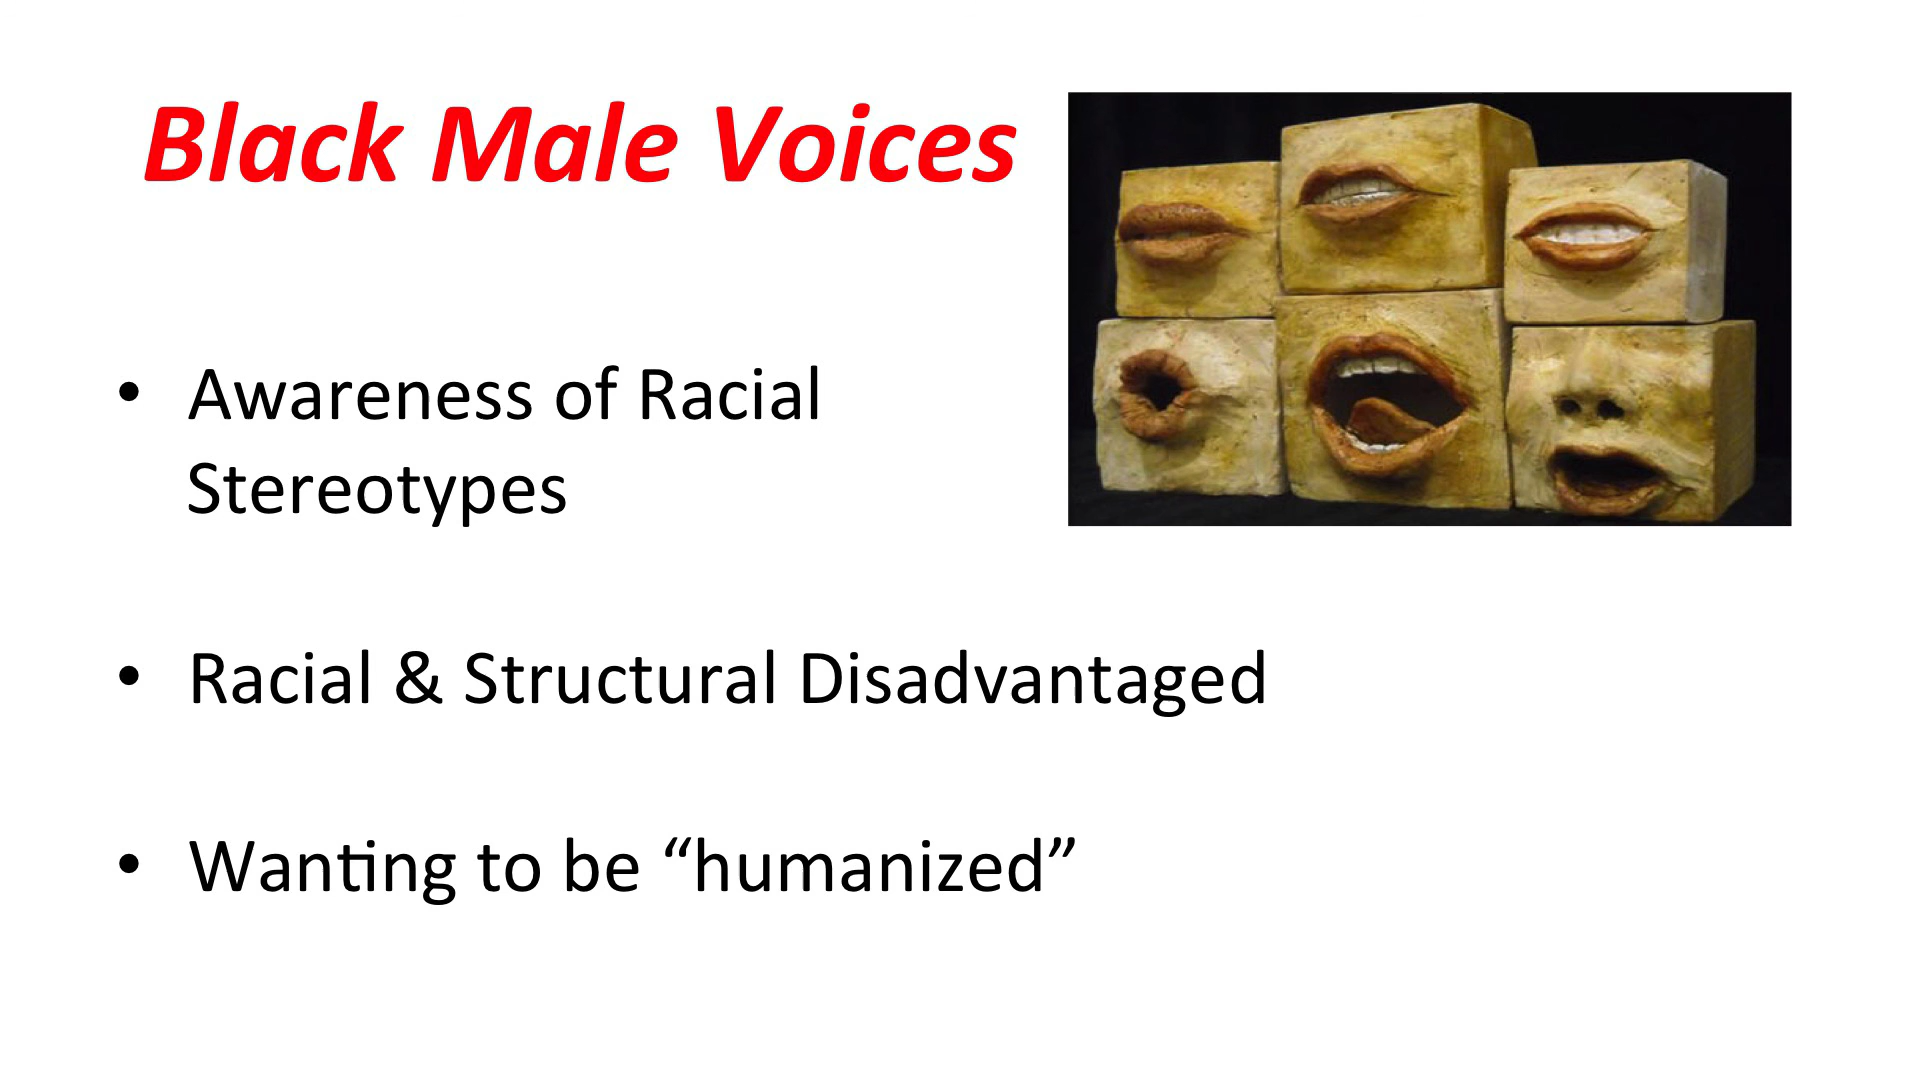 Black Male Voices
• Awareness of Racial
Stereotypes
• Racial & Structural Disadvantaged
• Wanting to be “humanized”